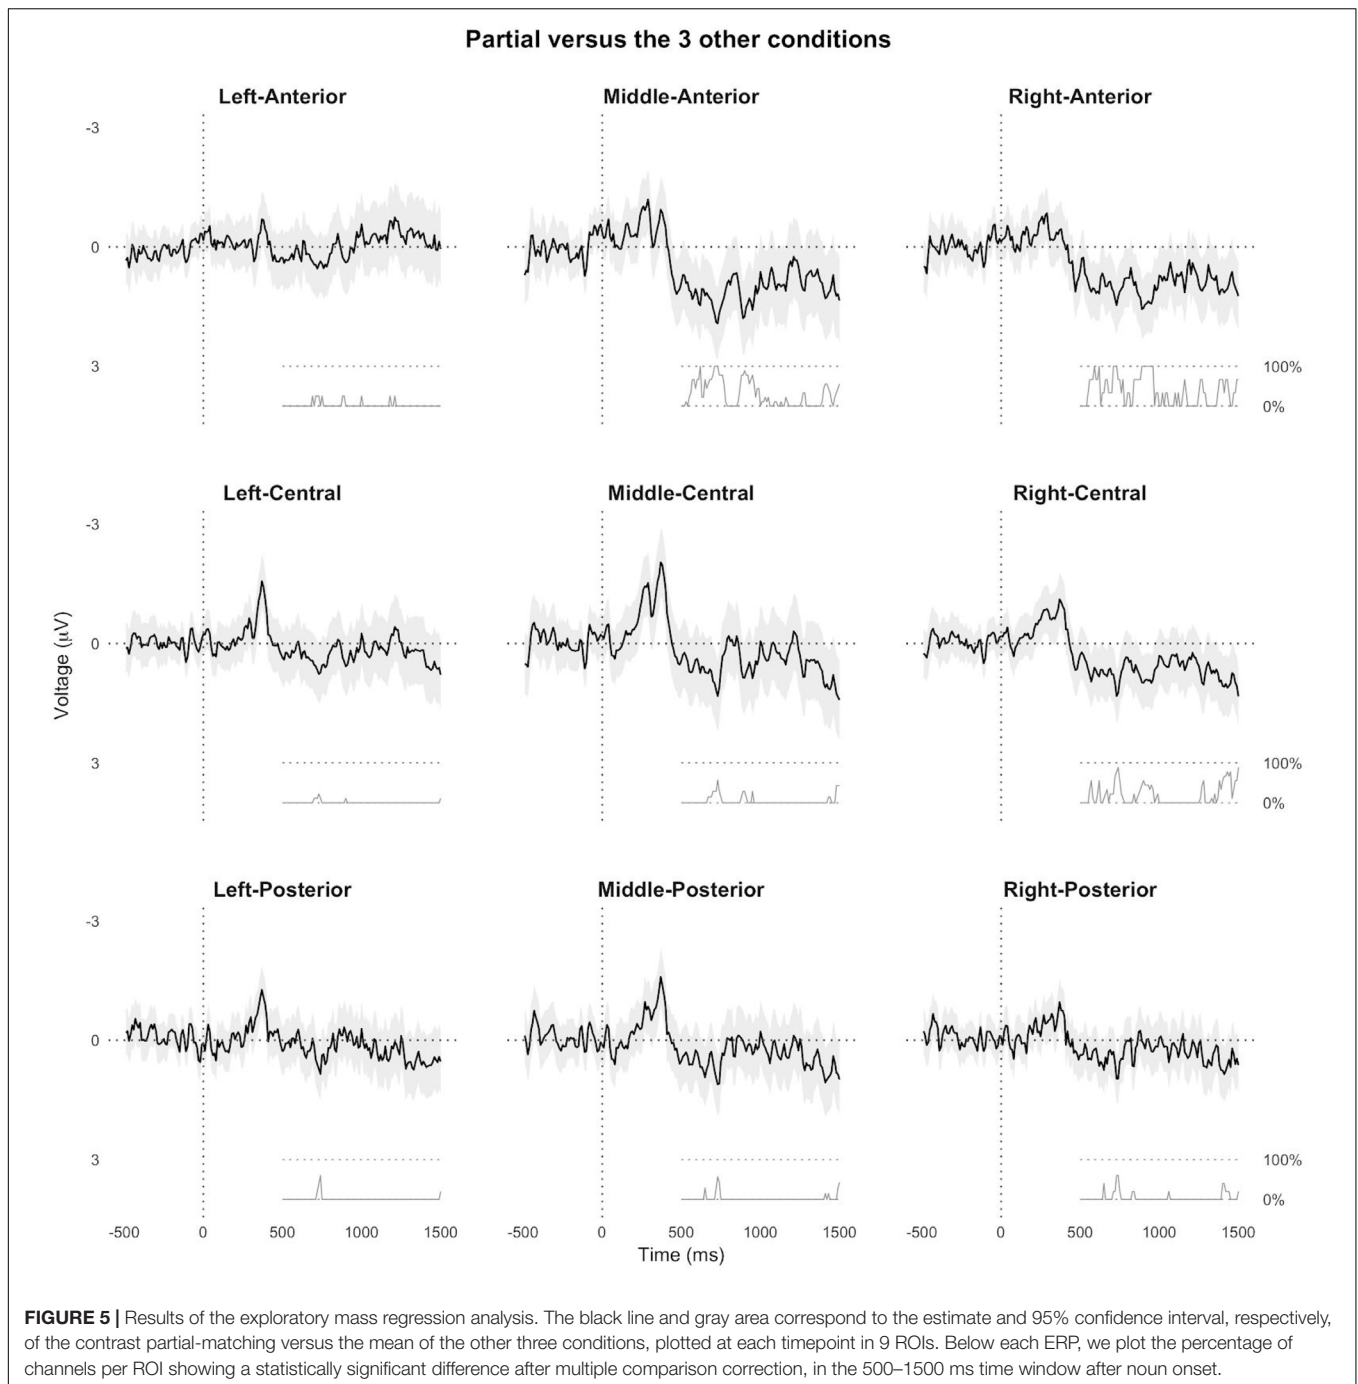 Partial versus the 3 other conditions
Left-Anterior
Middle-Anterior
Right-Anterior
-3
0
3
100%
0%
Left-Central
Middle-Central
Right-Central
-3
0
3
100%
0%
Voltage (μV)
Left-Posterior
Middle-Posterior
Right-Posterior
-3
0
3
100%
0%
-500 0 500 1000 1500 -500 0 500 1000 1500 -500 0 500 1000 1500
Time (ms)
FIGURE 5 | Results of the exploratory mass regression analysis. The black line and gray area correspond to the estimate and 95% confidence interval, respectively,
of the contrast partial-matching versus the mean of the other three conditions, plotted at each timepoint in 9 ROIs. Below each ERP, we plot the percentage of
channels per ROI showing a statistically significant difference after multiple comparison correction, in the 500–1500 ms time window after noun onset.